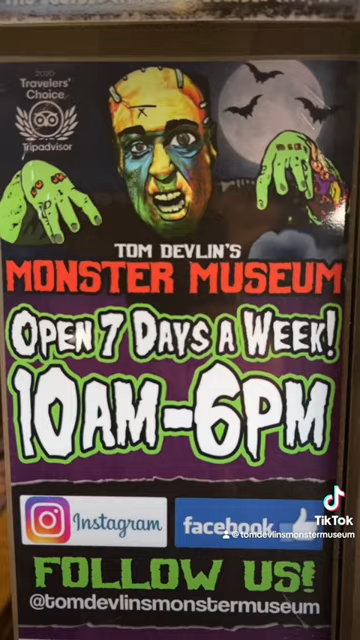 2020
Travelers'
Choice
Tripadvisor
TOM DEVLIN'S
MONSTER MUSEUM
OPEN 7 DAYS A WEEK!
10AM-6PM
Instagram
facebook
TikTok
@tomdevlinsmonstermuseum
FOLLOW US!
@tomdevlinsmonstermuseum